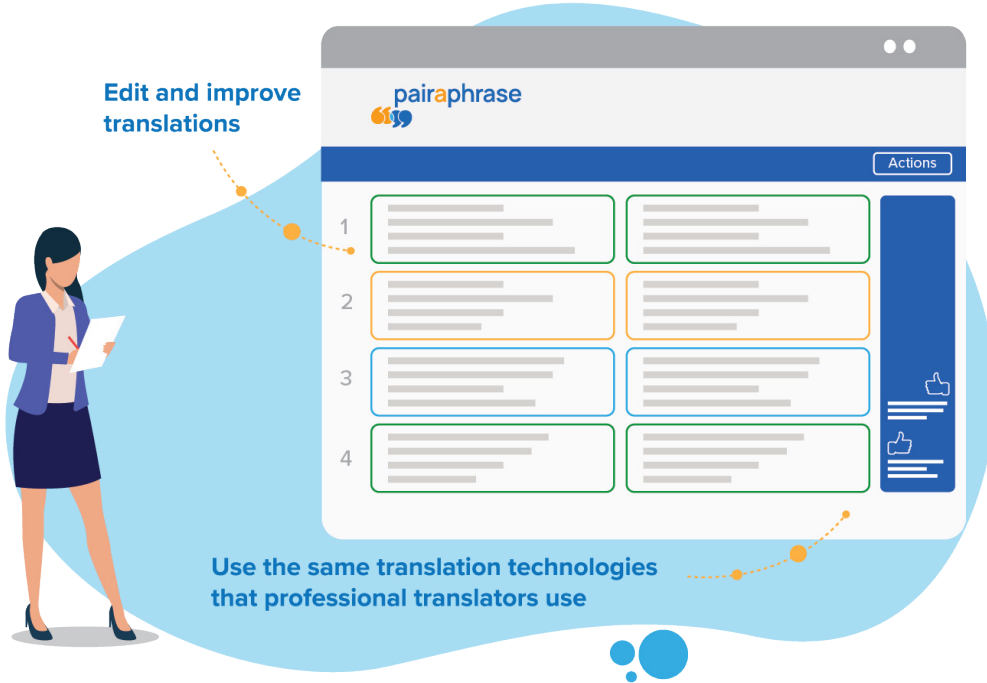 Edit and improve
translations
pairaphrase
Actions
1
2
3
4
Use the same translation technologies
that professional translators use